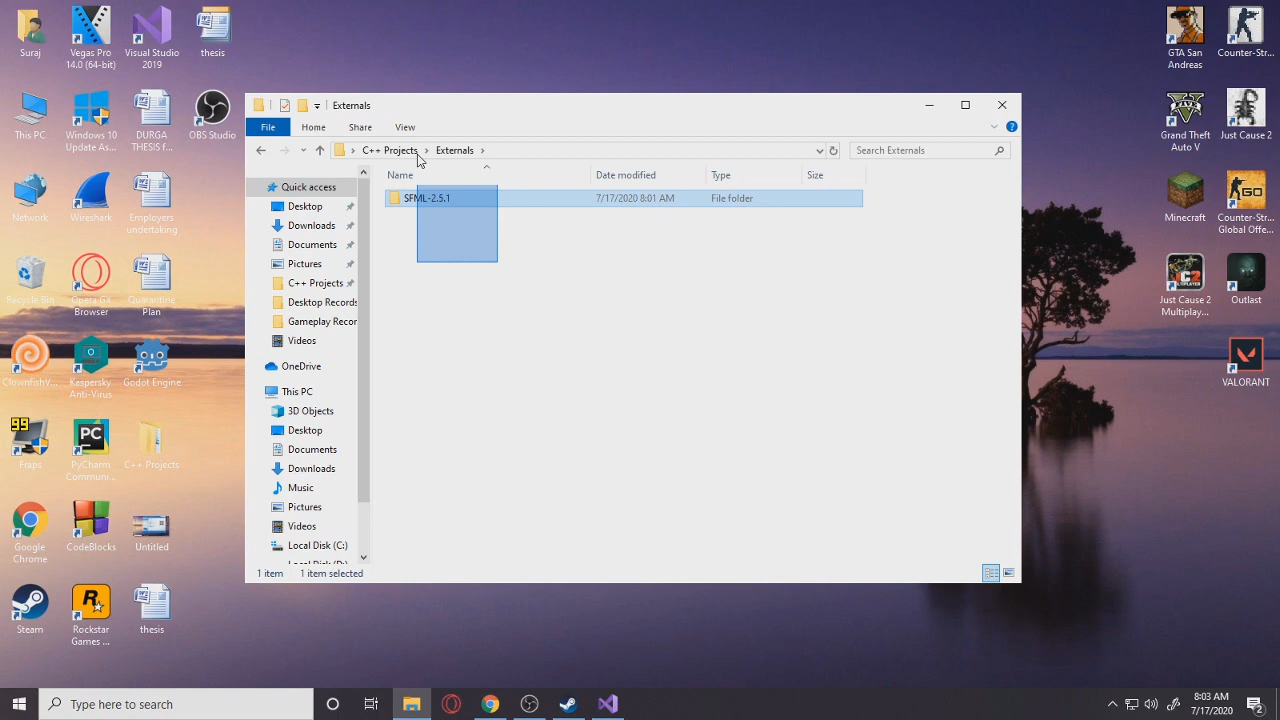 Suraj
Vegas Pro
14.0 (64-bit)
Visual Studio
2019
thesis
GTA San
Andreas
Counter-Str...
This PC
Windows 10
Update As...
DURGA
THESIS f...
OBS Studio
Grand Theft
Auto V
Just Cause 2
Network
Wireshark
Employers
undertaking
Minecraft
Counter-Str...
Global Offe...
GO
Recycle Bin
Opera GX
Browser
Quarantine
Plan
Just Cause 2
Multiplay...
Outlast
ClownfishV...
Kaspersky
Anti-Virus
Godot Engine
VALORANT
99
Fraps
PC
PyCharm
Communi...
C++ Projects
Google
Chrome
CodeBlocks
Untitled
Steam
R
Rockstar
Games ...
thesis
Externals
File
Home
Share
View
C++ Projects
Externals
Search Externals
Name
Date modified
Type
Size
SFML-2.5.1
7/17/2020 8:01 AM
File folder
Quick access
Desktop
Downloads
Documents
Pictures
C++ Projects
Desktop Records
Gameplay Recor
Videos
OneDrive
This PC
3D Objects
Desktop
Documents
Downloads
Music
Pictures
Videos
Local Disk (C:)
1 item
1 item selected
Type here to search
8:03 AM
7/17/2020
2